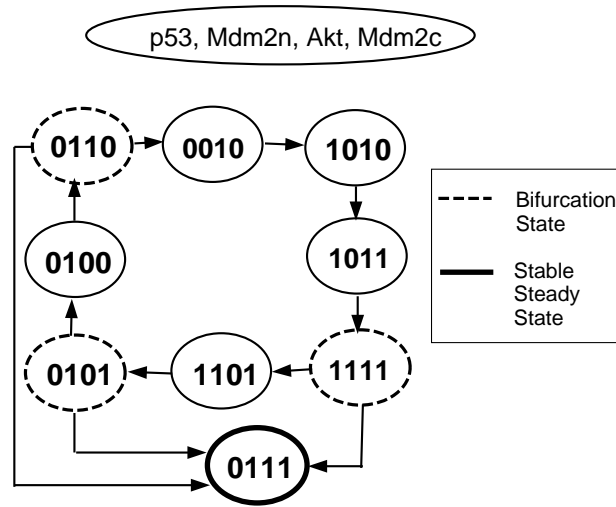 p53, Mdm2n, Akt, Mdm2c
0110
0010
1010
0100
1011
0101
1101
1111
0111
Bifurcation
State
Stable
Steady
State